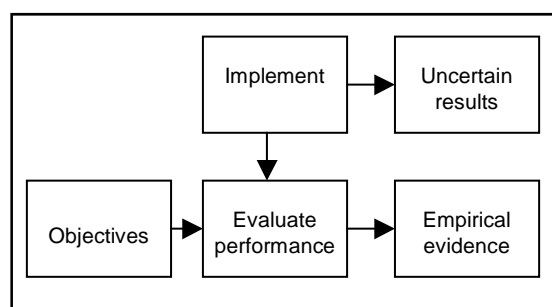 Implement
Uncertain
results
Objectives
Evaluate
performance
Empirical
evidence